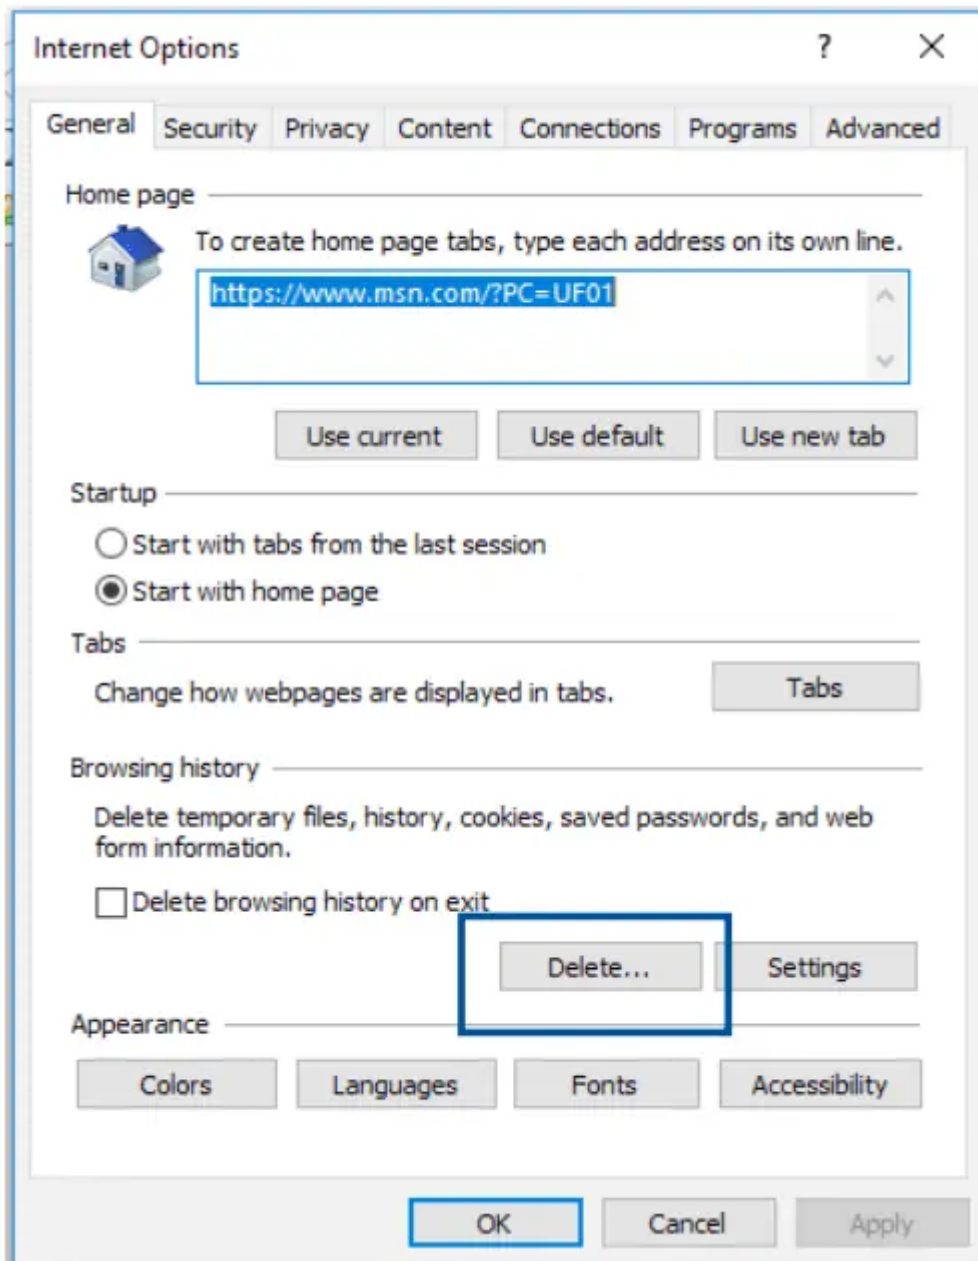 Internet Options ?
General Security Privacy Content Connections Programs Advanced
Home page
To create home page tabs, type each address on its own line.
https://www.msn.com/?PC=UF01
Use current Use default Use new tab
Startup
Start with tabs from the last session
Start with home page
Tabs
Change how webpages are displayed in tabs. Tabs
Browsing history
Delete temporary files, history, cookies, saved passwords, and web
form information.
Delete browsing history on exit
Delete... Settings
Appearance
Colors Languages Fonts Accessibility
OK Cancel Apply